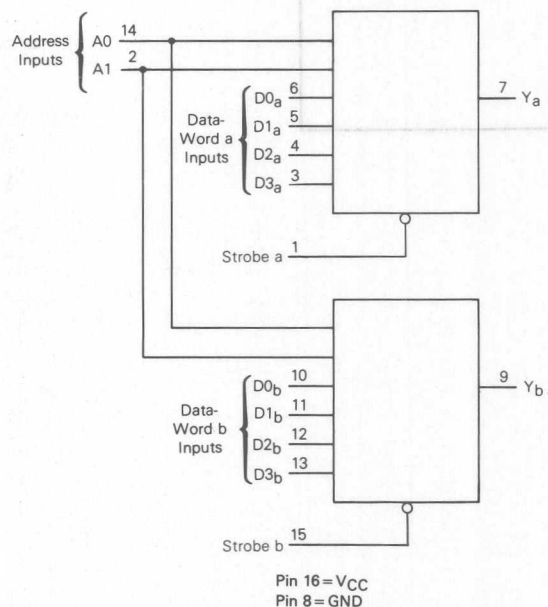 Address
Inputs
A0 14
A1 2
Data-
Word a
Inputs
D0a 6
D1a 5
D2a 4
D3a 3
7 Ya
Strobe a 1
Data-
Word b
Inputs
D0b 10
D1b 11
D2b 12
D3b 13
9 Yb
Strobe b 15
Pin 16=VCC
Pin 8=GND